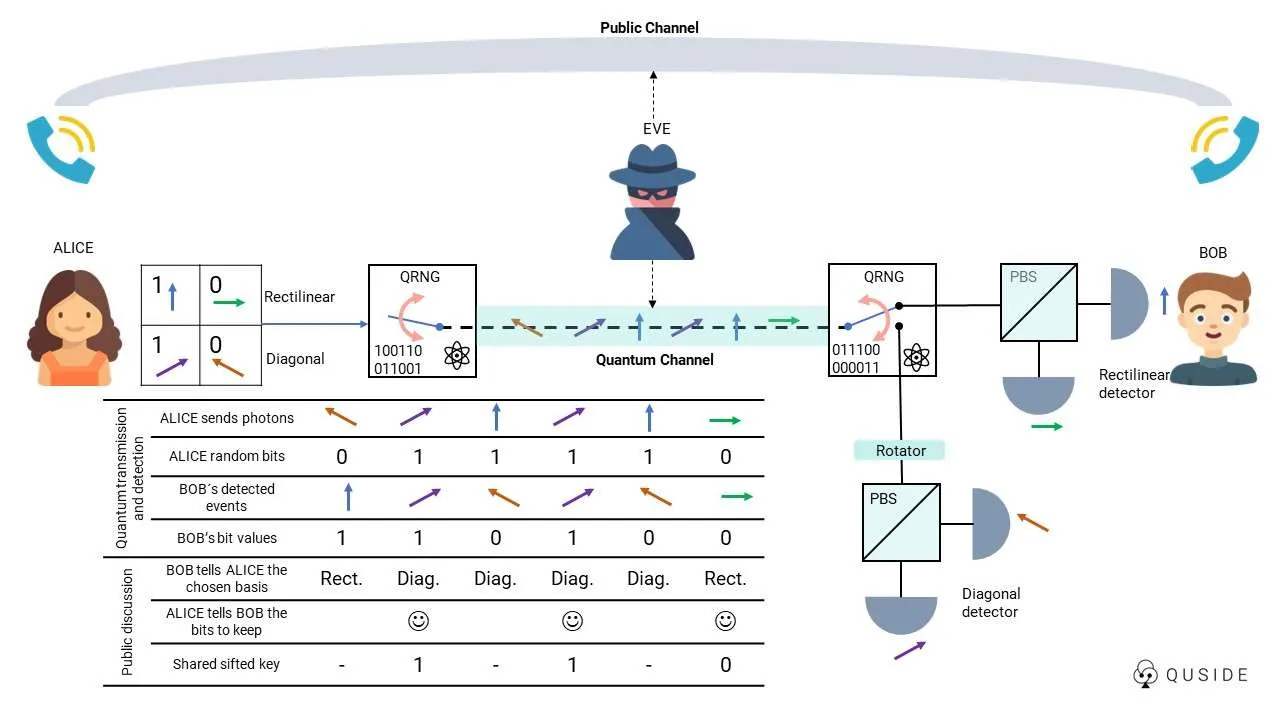 Public Channel
EVE
ALICE
1 0
Rectilinear
1 0
Diagonal
QRNG
100110
011001
Quantum Channel
QRNG
011100
000011
PBS
BOB
Rectilinear
detector
Rotator
PBS
Diagonal
detector
Quantum transmission
and detection
ALICE sends photons
ALICE random bits 0 1 1 1 1 0
BOB´s detected
events
BOB’s bit values 1 1 0 1 0 0
Public discussion
BOB tells ALICE the
chosen basis
Rect. Diag. Diag. Diag. Diag. Rect.
ALICE tells BOB the
bits to keep
Shared sifted key - 1 - 1 - 0
QUSIDE